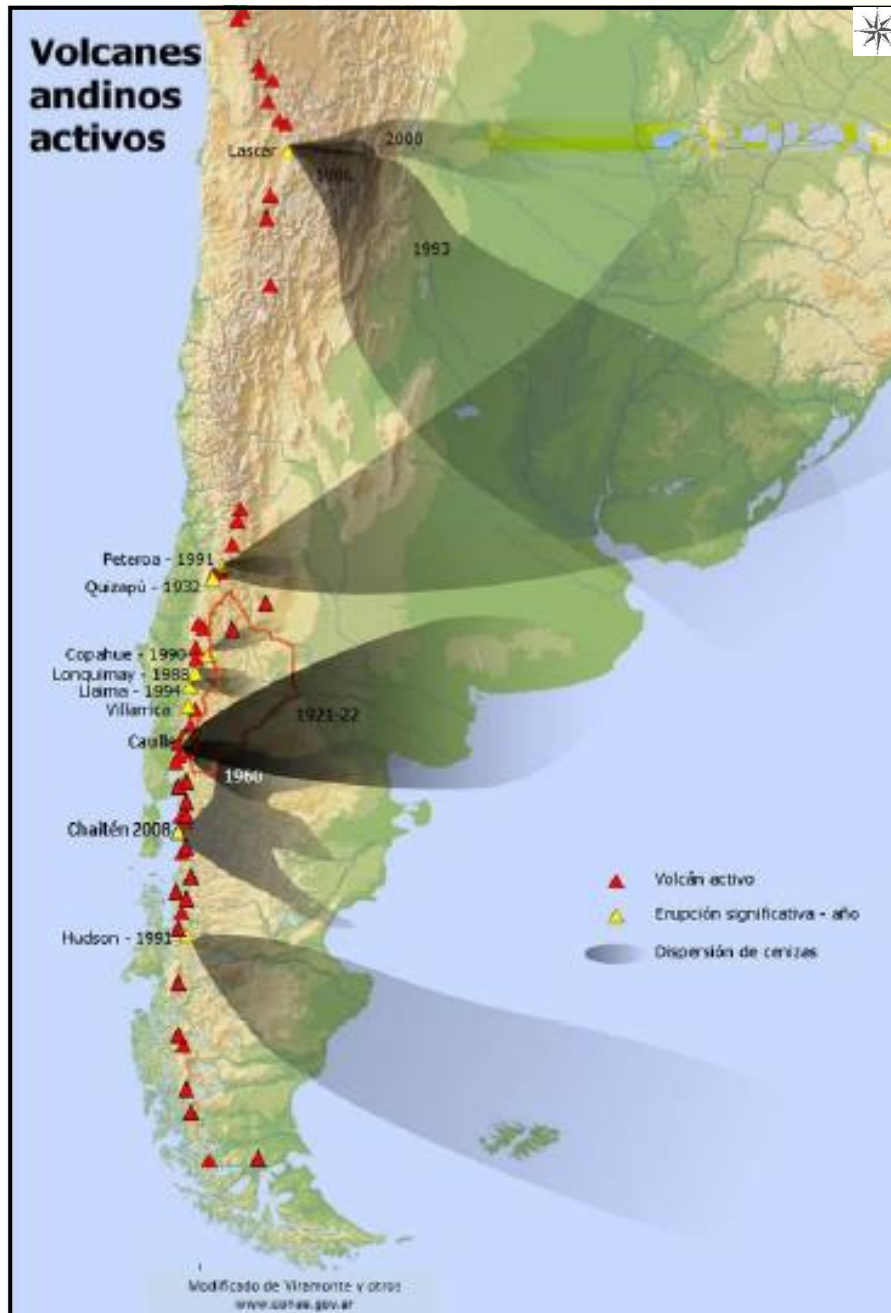 Volcanes
andinos
activos
Lascar
2000
1986
1993
Peteroa - 1991
Quizapú - 1932
Copahue - 1990
Lonquimay - 1988
Llaima - 1994
Villarrica
1921-22
Caulle
1960
Chaitén 2008
Volcán activo
Erupción significativa - año
Hudson - 1991
Dispersión de cenizas
Modificado de Viramonte y otros
www.conae.gov.ar